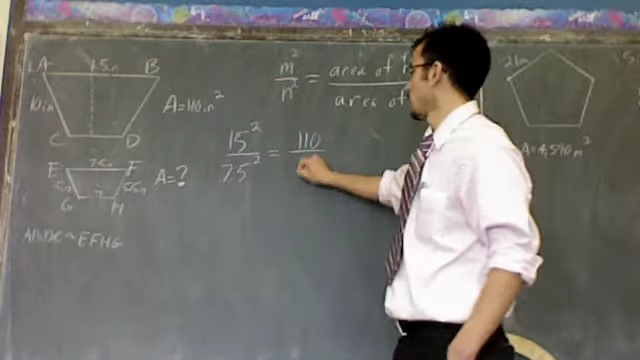 A 15in B
10in
A=110in²
C D
m²/n² = area of
area of
21m
A=4,590m²
15²/7.5² = 110
E 7.5in F
5in
A=?
G H
ABDC ~ EFHG